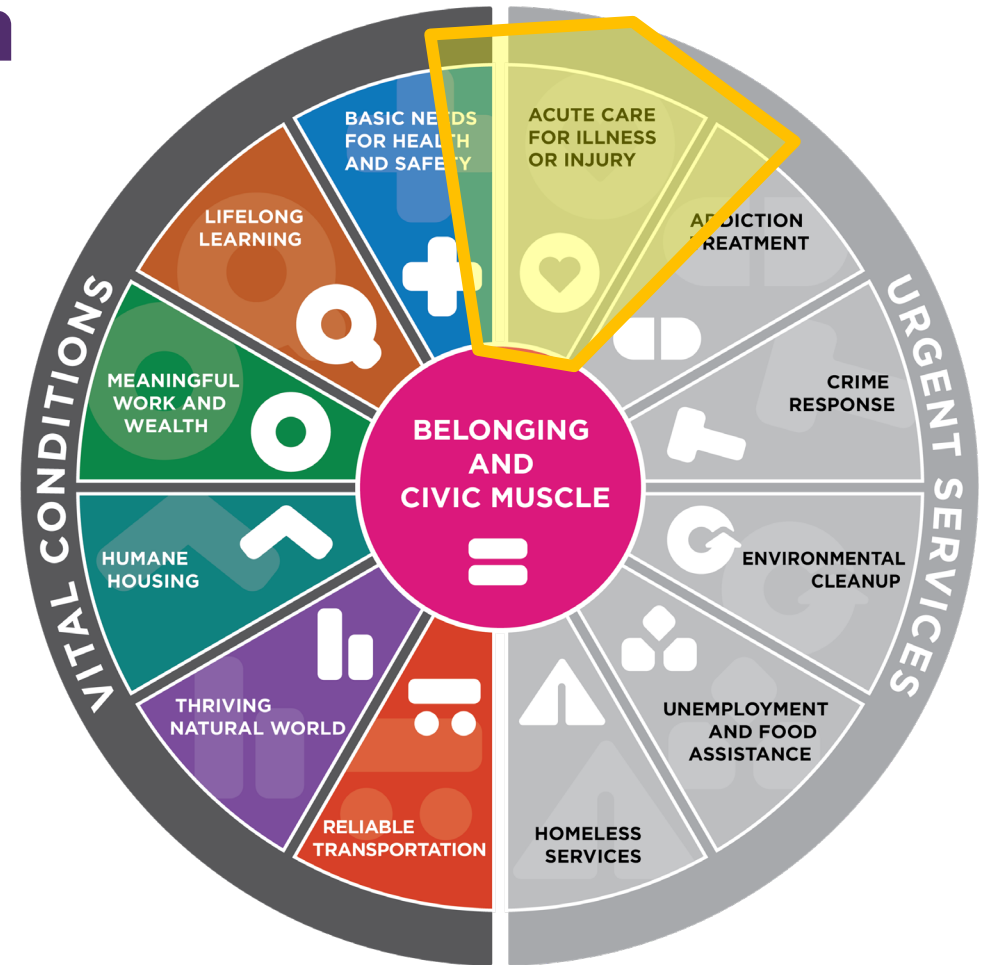 VITAL CONDITIONS
URGENT SERVICES
BASIC NEEDS
FOR HEALTH
AND SAFETY
ACUTE CARE
FOR ILLNESS
OR INJURY
LIFELONG
LEARNING
ADDICTION
TREATMENT
MEANINGFUL
WORK AND
WEALTH
CRIME
RESPONSE
BELONGING
AND
CIVIC MUSCLE
HUMANE
HOUSING
ENVIRONMENTAL
CLEANUP
THRIVING
NATURAL WORLD
UNEMPLOYMENT
AND FOOD
ASSISTANCE
RELIABLE
TRANSPORTATION
HOMELESS
SERVICES